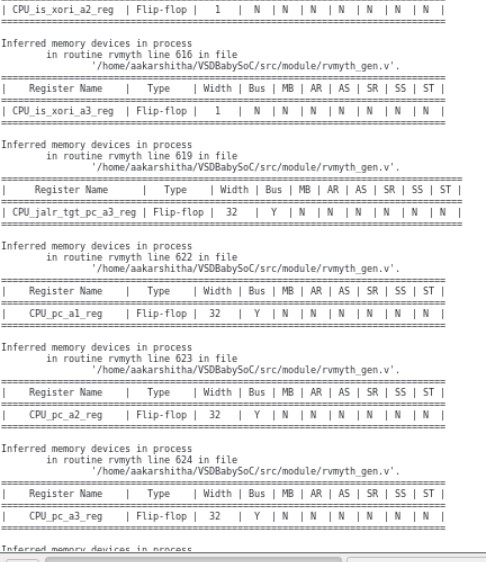 | CPU_is_xori_a2_reg | Flip-flop | 1 | N | N | N | N | N | N | N |
===============================================================================
Inferred memory devices in process
in routine rvmyth line 616 in file
'/home/aakarshitha/VSDBabySoC/src/module/rvmyth_gen.v'.
===============================================================================
| Register Name | Type | Width | Bus | MB | AR | AS | SR | SS | ST |
===============================================================================
| CPU_is_xori_a3_reg | Flip-flop | 1 | N | N | N | N | N | N | N |
===============================================================================
Inferred memory devices in process
in routine rvmyth line 619 in file
'/home/aakarshitha/VSDBabySoC/src/module/rvmyth_gen.v'.
==================================================================================
| Register Name | Type | Width | Bus | MB | AR | AS | SR | SS | ST |
==================================================================================
| CPU_jalr_tgt_pc_a3_reg | Flip-flop | 32 | Y | N | N | N | N | N | N |
==================================================================================
Inferred memory devices in process
in routine rvmyth line 622 in file
'/home/aakarshitha/VSDBabySoC/src/module/rvmyth_gen.v'.
===============================================================================
| Register Name | Type | Width | Bus | MB | AR | AS | SR | SS | ST |
===============================================================================
| CPU_pc_a1_reg | Flip-flop | 32 | Y | N | N | N | N | N | N |
===============================================================================
Inferred memory devices in process
in routine rvmyth line 623 in file
'/home/aakarshitha/VSDBabySoC/src/module/rvmyth_gen.v'.
===============================================================================
| Register Name | Type | Width | Bus | MB | AR | AS | SR | SS | ST |
===============================================================================
| CPU_pc_a2_reg | Flip-flop | 32 | Y | N | N | N | N | N | N |
===============================================================================
Inferred memory devices in process
in routine rvmyth line 624 in file
'/home/aakarshitha/VSDBabySoC/src/module/rvmyth_gen.v'.
===============================================================================
| Register Name | Type | Width | Bus | MB | AR | AS | SR | SS | ST |
===============================================================================
| CPU_pc_a3_reg | Flip-flop | 32 | Y | N | N | N | N | N | N |
===============================================================================
Inferred memory devices in process